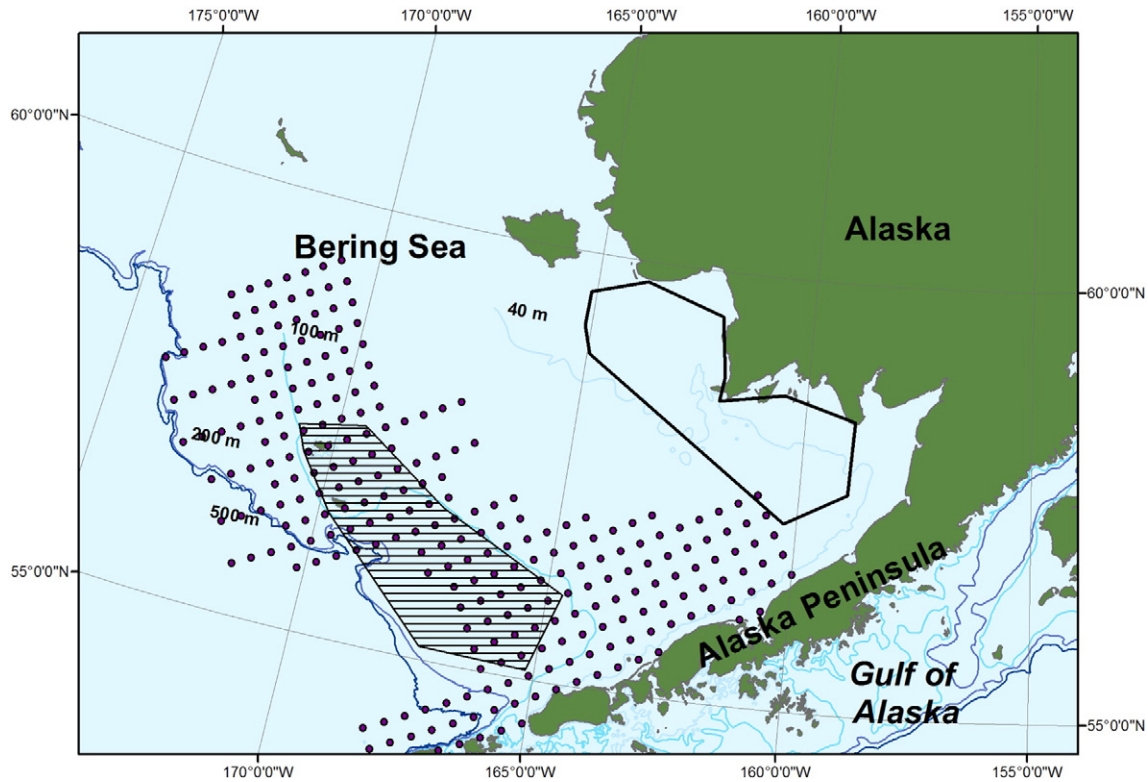 175°0'0"W
170°0'0"W
165°0'0"W
160°0'0"W
155°0'0"W
60°0'0"N
Alaska
Bering Sea
60°0'0"N
40 m
100 m
200 m
500 m
55°0'0"N
Alaska Peninsula
Gulf of
Alaska
55°0'0"N
170°0'0"W
165°0'0"W
160°0'0"W
155°0'0"W